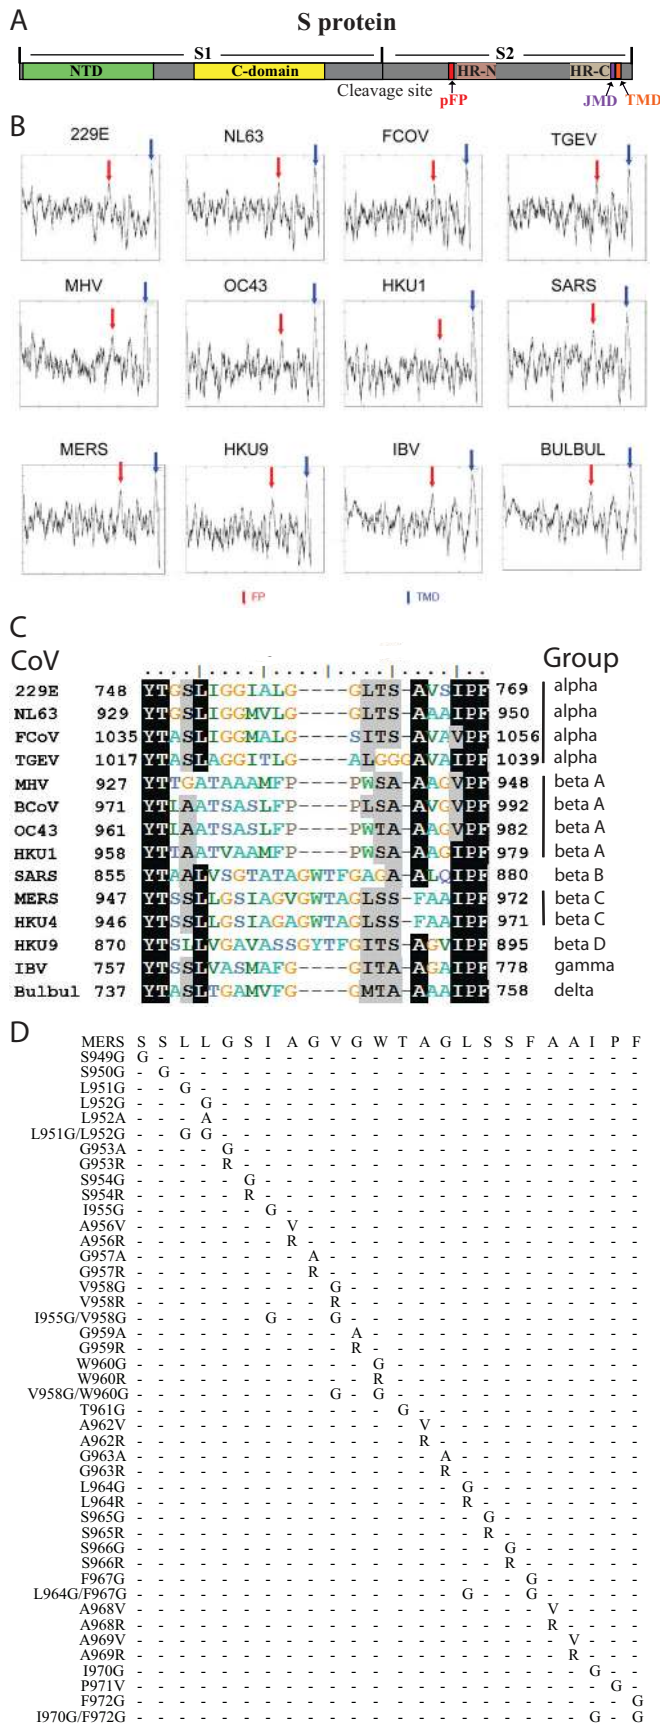 A
S protein
S1 S2
NTD C-domain HR-N HR-C
Cleavage site pFP JMD TMD
B
229E NL63 FCOV TGEV
MHV OC43 HKU1 SARS
MERS HKU9 IBV BULBUL
FP TMD
C
CoV Group
229E 748 YTGSLIGGIALG----GLTS-AVSIPF 769 alpha
NL63 929 YTGSLIGGMVLG----GITS-AAAIPF 950 alpha
FCoV 1035 YTASLIGGMALG----SITS-AVAVPF 1056 alpha
TGEV 1017 YTASLAGGITLG----ALGGGAVAIPF 1039 alpha
MHV 927 YTTGATAAAMFP----PWSA-AAGVPF 948 beta A
BCoV 971 YTLAATSASLFP----PLSA-AVGVPF 992 beta A
OC43 961 YTLAATSASLFP----PWTA-AAGVPF 982 beta A
HKU1 958 YTTAATVAAMFP----PWSA-AAGIPF 979 beta A
SARS 855 YTAALVSGTATAGWTFGAGA-ALQIPF 880 beta B
MERS 947 YTSSLLGSIAGVGWTAGLSS-FAAIPF 972 beta C
HKU4 946 YTSSLLGSIAGAGWTAGLSS-FAAIPF 971 beta C
HKU9 870 YTSLLVGAVASSGYTFGITS-AGVIPF 895 beta D
IBV 757 YTSSLVASMAFG----GITA-AGAIPF 778 gamma
Bulbul 737 YTASLTGAMVFG----GMTA-AAAIPF 758 delta
D
MERS S S L L G S I A G V G W T A G L S S F A A I P F
S949G G - - - - - - - - - - - - - - - - - - - - - - -
S950G - G - - - - - - - - - - - - - - - - - - - - - -
L951G - - G - - - - - - - - - - - - - - - - - - - - -
L952G - - - G - - - - - - - - - - - - - - - - - - - -
L952A - - - A - - - - - - - - - - - - - - - - - - - -
L951G/L952G - - G G - - - - - - - - - - - - - - - - - - - -
G953A - - - - G - - - - - - - - - - - - - - - - - - -
G953R - - - - R - - - - - - - - - - - - - - - - - - -
S954G - - - - - G - - - - - - - - - - - - - - - - - -
S954R - - - - - R - - - - - - - - - - - - - - - - - -
I955G - - - - - - G - - - - - - - - - - - - - - - - -
A956V - - - - - - - V - - - - - - - - - - - - - - - -
A956R - - - - - - - R - - - - - - - - - - - - - - - -
G957A - - - - - - - - A - - - - - - - - - - - - - - -
G957R - - - - - - - - R - - - - - - - - - - - - - - -
V958G - - - - - - - - - G - - - - - - - - - - - - - -
V958R - - - - - - - - - R - - - - - - - - - - - - - -
I955G/V958G - - - - - - G - - G - - - - - - - - - - - - - -
G959A - - - - - - - - - - A - - - - - - - - - - - - -
G959R - - - - - - - - - - R - - - - - - - - - - - - -
W960G - - - - - - - - - - - G - - - - - - - - - - - -
W960R - - - - - - - - - - - R - - - - - - - - - - - -
V958G/W960G - - - - - - - - - G - G - - - - - - - - - - - -
T961G - - - - - - - - - - - - G - - - - - - - - - - -
A962V - - - - - - - - - - - - - V - - - - - - - - - -
A962R - - - - - - - - - - - - - R - - - - - - - - - -
G963A - - - - - - - - - - - - - - A - - - - - - - - -
G963R - - - - - - - - - - - - - - R - - - - - - - - -
L964G - - - - - - - - - - - - - - - G - - - - - - - -
L964R - - - - - - - - - - - - - - - R - - - - - - - -
S965G - - - - - - - - - - - - - - - - G - - - - - - -
S965R - - - - - - - - - - - - - - - - R - - - - - - -
S966G - - - - - - - - - - - - - - - - - G - - - - - -
S966R - - - - - - - - - - - - - - - - - R - - - - - -
F967G - - - - - - - - - - - - - - - - - - G - - - - -
L964G/F967G - - - - - - - - - - - - - - - G - - G - - - - -
A968V - - - - - - - - - - - - - - - - - - - V - - - -
A968R - - - - - - - - - - - - - - - - - - - R - - - -
A969V - - - - - - - - - - - - - - - - - - - - V - - -
A969R - - - - - - - - - - - - - - - - - - - - R - - -
I970G - - - - - - - - - - - - - - - - - - - - - G - -
P971V - - - - - - - - - - - - - - - - - - - - - - G -
F972G - - - - - - - - - - - - - - - - - - - - - - - G
I970G/F972G - - - - - - - - - - - - - - - - - - - - - G - G